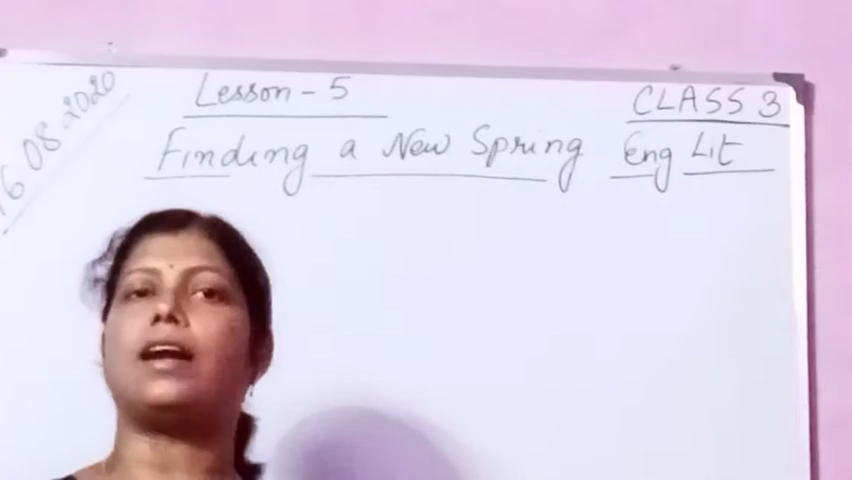 16.08.2020
Lesson - 5
CLASS 3
Finding a New Spring
Eng Lit